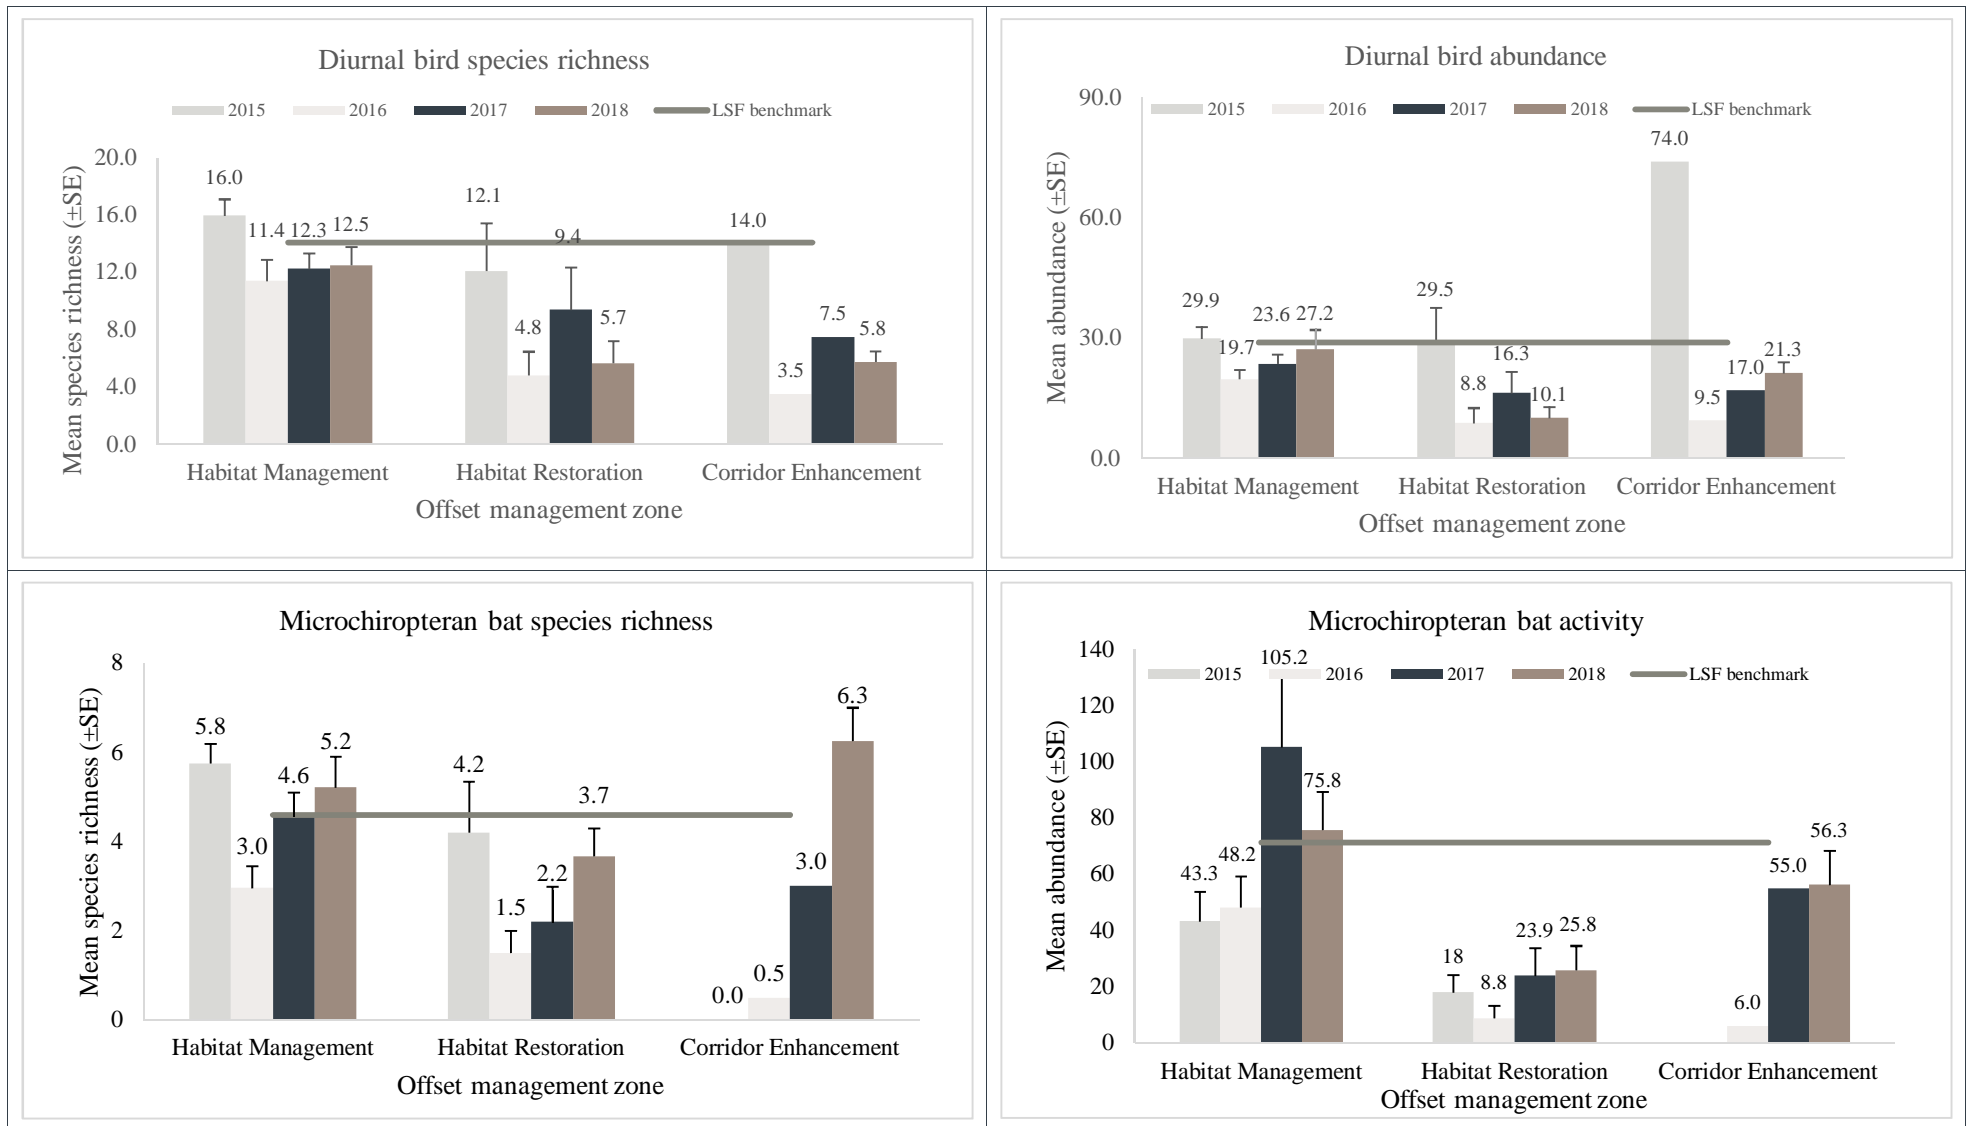 Diurnal bird species richness
2015 2016 2017 2018 LSF benchmark
Mean species richness (±SE)
20.0
16.0
12.0
8.0
4.0
0.0
16.0 11.4 12.3 12.5
12.1 4.8 9.4 5.7
14.0 3.5 7.5 5.8
Habitat Management Habitat Restoration Corridor Enhancement
Offset management zone
Diurnal bird abundance
2015 2016 2017 2018 LSF benchmark
Mean abundance (±SE)
90.0
60.0
30.0
0.0
29.9 19.7 23.6 27.2
29.5 8.8 16.3 10.1
74.0 9.5 17.0 21.3
Habitat Management Habitat Restoration Corridor Enhancement
Offset management zone
Microchiropteran bat species richness
Mean species richness (±SE)
8
6
4
2
0
5.8 3.0 4.6 5.2
4.2 1.5 2.2 3.7
0.0 0.5 3.0 6.3
Habitat Management Habitat Restoration Corridor Enhancement
Offset management zone
Microchiropteran bat activity
2015 2016 2017 2018 LSF benchmark
Mean abundance (±SE)
140
120
100
80
60
40
20
0
43.3 48.2 105.2 75.8
18 8.8 23.9 25.8
6.0 55.0 56.3
Habitat Management Habitat Restoration Corridor Enhancement
Offset management zone